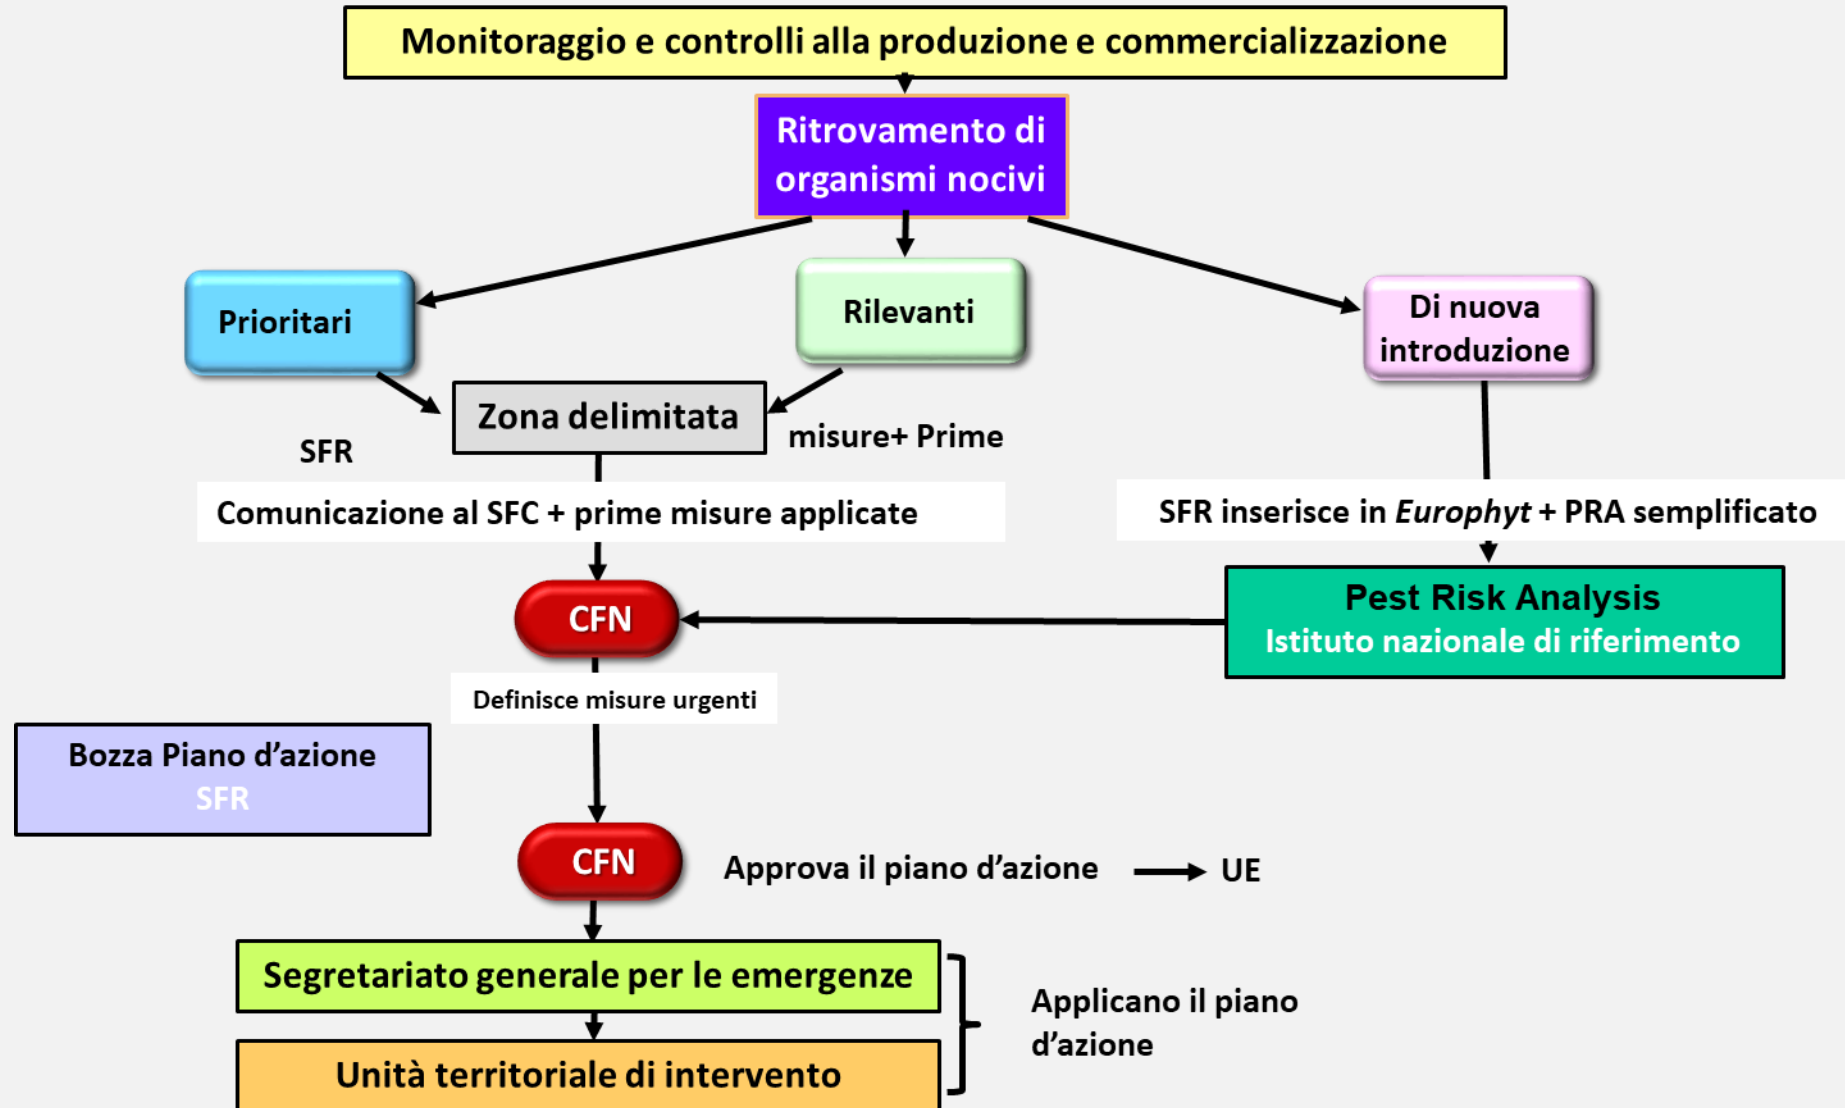 Monitoraggio e controlli alla produzione e commercializzazione
Ritrovamento di
organismi nocivi
Prioritari
Rilevanti
Di nuova
introduzione
Zona delimitata
SFR
misure+ Prime
Comunicazione al SFC + prime misure applicate
SFR inserisce in Europhyt + PRA semplificato
CFN
Pest Risk Analysis
Istituto nazionale di riferimento
Definisce misure urgenti
Bozza Piano d’azione
SFR
CFN
Approva il piano d’azione
UE
Segretariato generale per le emergenze
Applicano il piano
d’azione
Unità territoriale di intervento